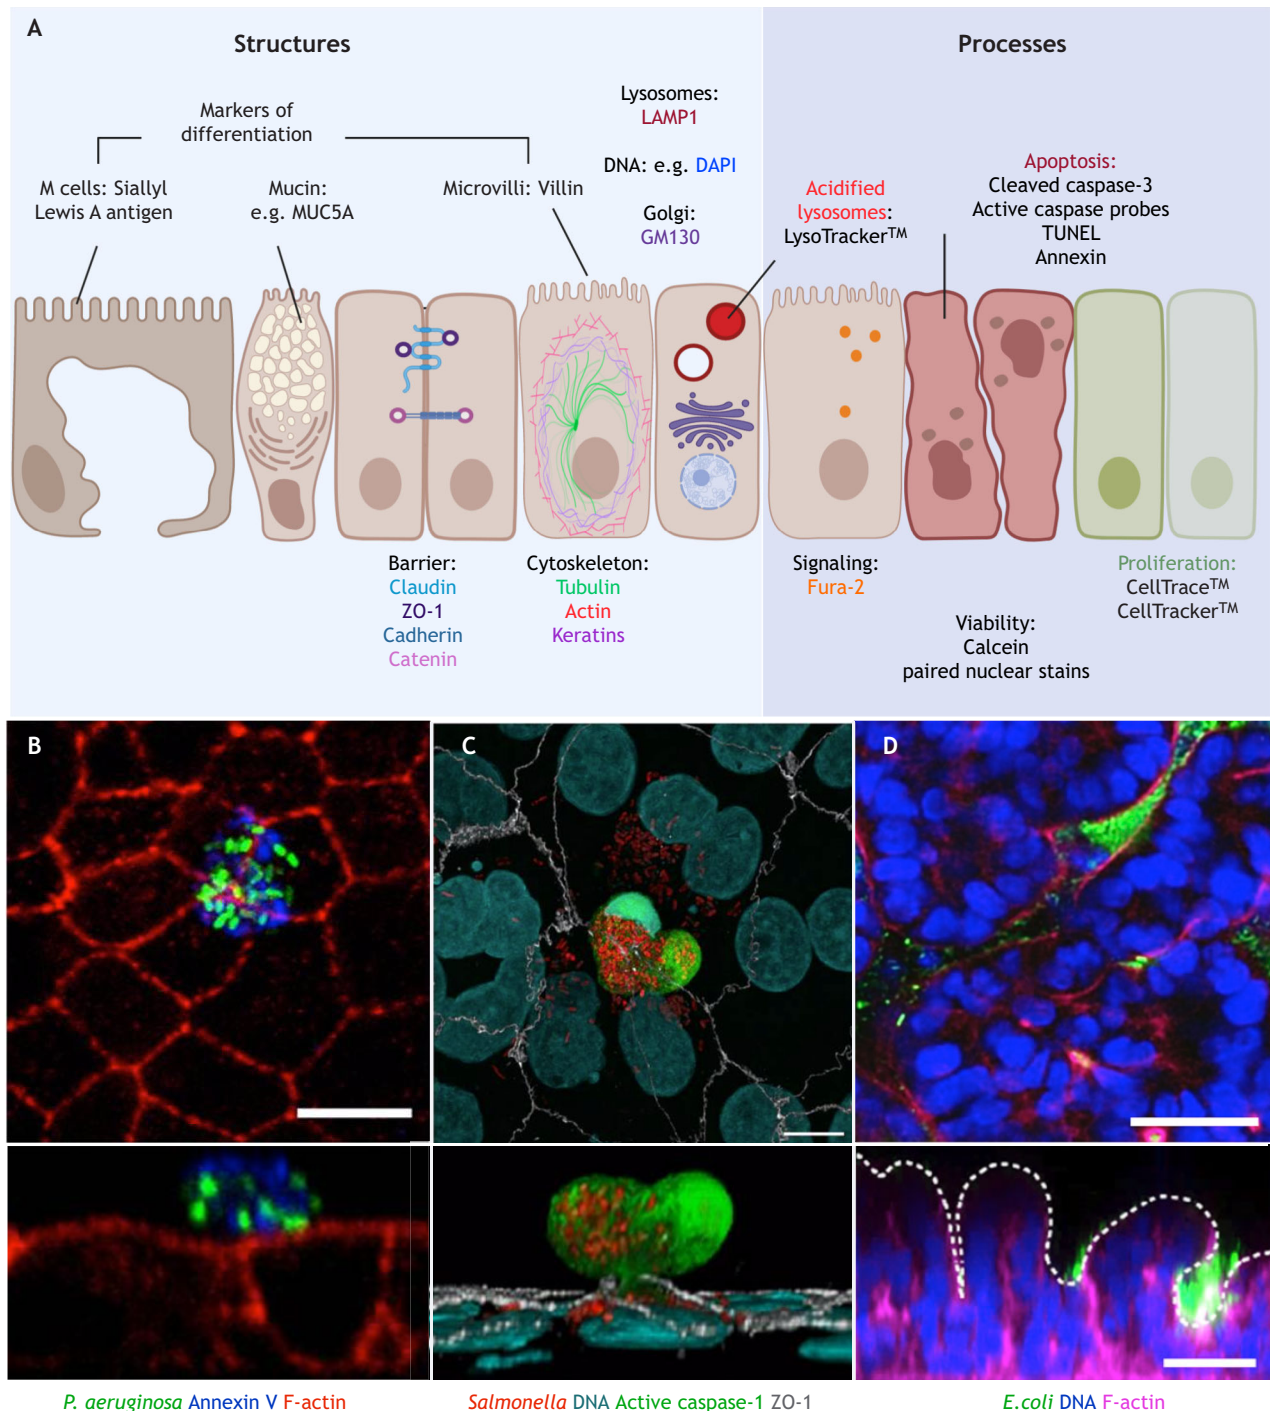 A
Structures
Processes
Markers of
differentiation
Lysosomes:
LAMP1
DNA: e.g. DAPI
Golgi:
GM130
M cells: Siallyl
Lewis A antigen
Mucin:
e.g. MUC5A
Microvilli: Villin
Acidified
lysosomes:
LysoTracker™
Apoptosis:
Cleaved caspase-3
Active caspase probes
TUNEL
Annexin
Barrier:
Claudin
ZO-1
Cadherin
Catenin
Cytoskeleton:
Tubulin
Actin
Keratins
Signaling:
Fura-2
Viability:
Calcein
paired nuclear stains
Proliferation:
CellTrace™
CellTracker™
B
C
D
P. aeruginosa Annexin V F-actin
Salmonella DNA Active caspase-1 ZO-1
E.coli DNA F-actin